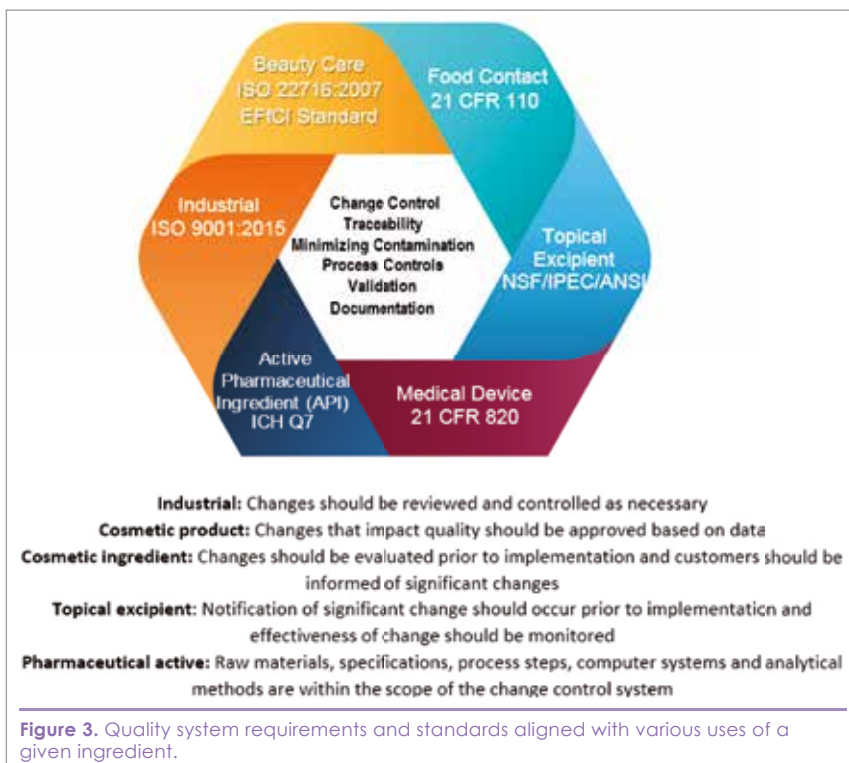 Beauty Care
ISO 22716:2007
EFfCI Standard
Food Contact
21 CFR 110
Industrial
ISO 9001:2015
Change Control
Traceability
Minimizing Contamination
Process Controls
Validation
Documentation
Topical
Excipient
NSF/IPEC/ANSI
Active
Pharmaceutical
Ingredient (API)
ICH Q7
Medical Device
21 CFR 820
Industrial: Changes should be reviewed and controlled as necessary
Cosmetic product: Changes that impact quality should be approved based on data
Cosmetic ingredient: Changes should be evaluated prior to implementation and customers should be
informed of significant changes
Topical excipient: Notification of significant change should occur prior to implementation and
effectiveness of change should be monitored
Pharmaceutical active: Raw materials, specifications, process steps, computer systems and analytical
methods are within the scope of the change control system
Figure 3. Quality system requirements and standards aligned with various uses of a
given ingredient.